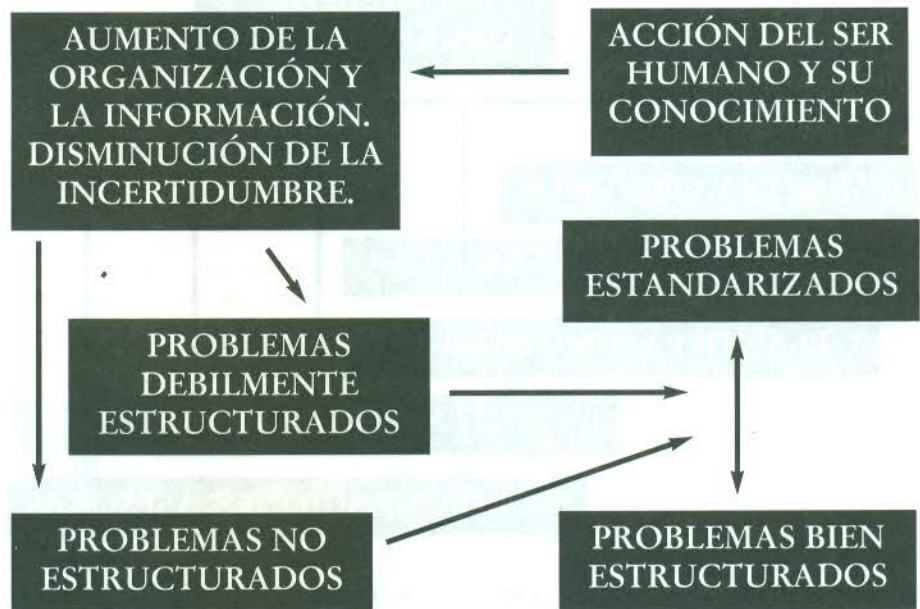 AUMENTO DE LA
ORGANIZACIÓN Y
LA INFORMACIÓN.
DISMINUCIÓN DE LA
INCERTIDUMBRE.
ACCIÓN DEL SER
HUMANO Y SU
CONOCIMIENTO
PROBLEMAS
ESTANDARIZADOS
PROBLEMAS
DEBILMENTE
ESTRUCTURADOS
PROBLEMAS NO
ESTRUCTURADOS
PROBLEMAS BIEN
ESTRUCTURADOS